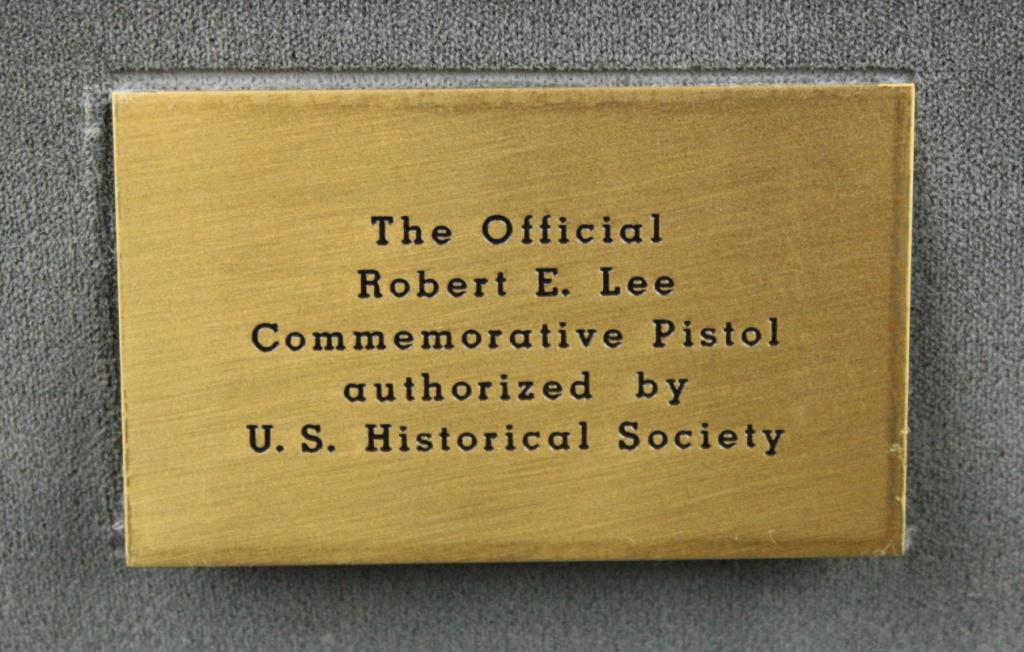 The Official
Robert E. Lee
Commemorative Pistol
authorized by
U. S. Historical Society